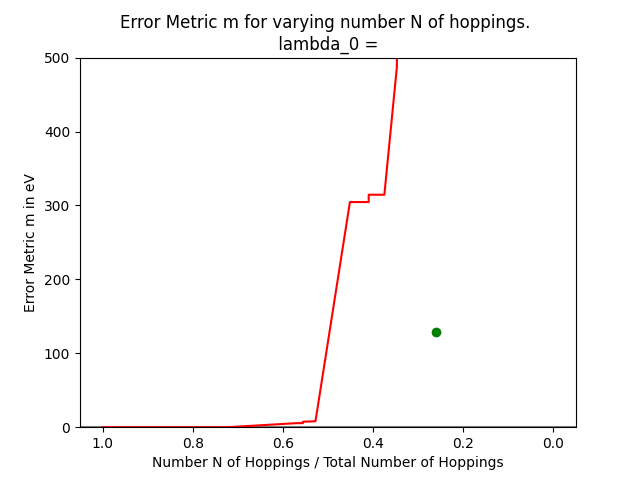 Error Metric m for varying number N of hoppings.
lambda_0 =
500
400
300
200
100
0
Error Metric m in eV
1.0 0.8 0.6 0.4 0.2 0.0
Number N of Hoppings / Total Number of Hoppings